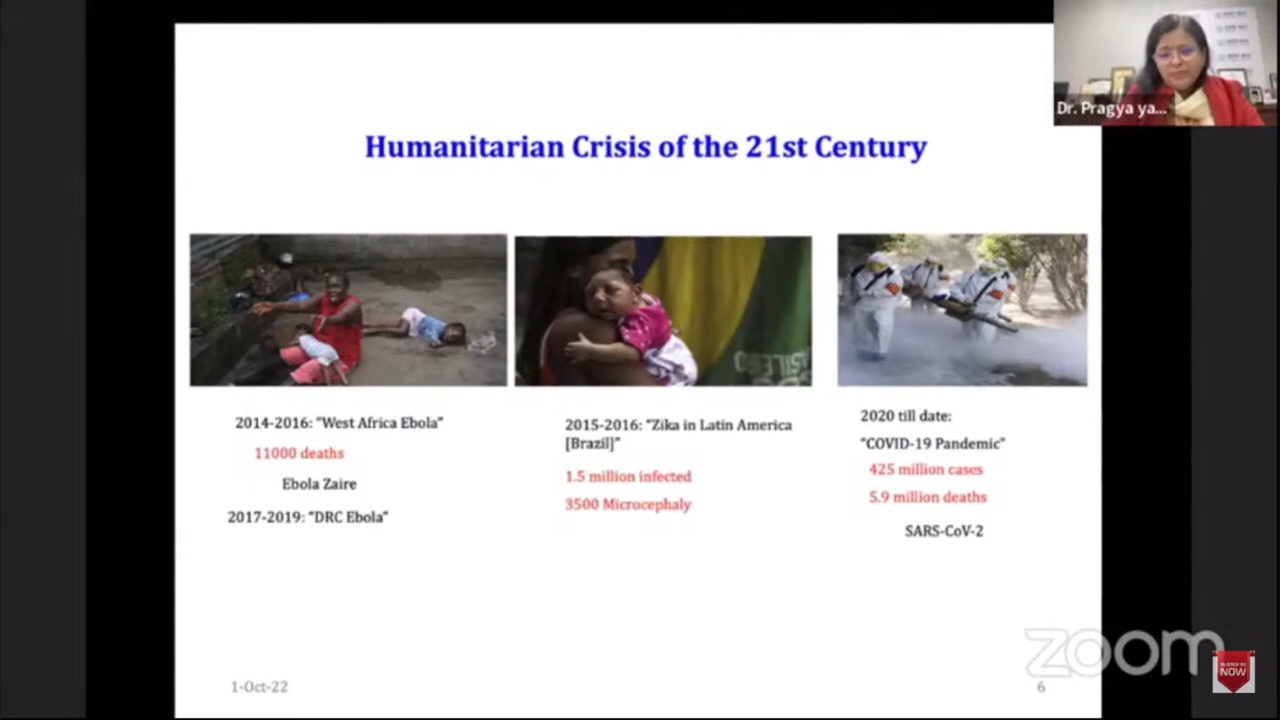 Dr. Pragya ya...
Humanitarian Crisis of the 21st Century
2014-2016: "West Africa Ebola"
11000 deaths
Ebola Zaire
2017-2019: "DRC Ebola"
2015-2016: "Zika in Latin America
[Brazil]"
1.5 million infected
3500 Microcephaly
2020 till date:
"COVID-19 Pandemic"
425 million cases
5.9 million deaths
SARS-CoV-2
zoom
NOW
1-Oct-22
6